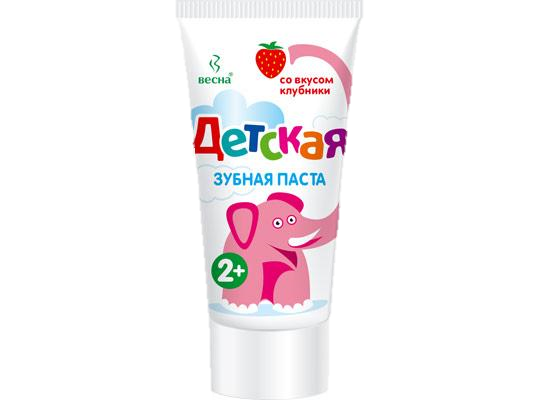 весна®
со вкусом
клубники
Детская
ЗУБНАЯ ПАСТА
2+